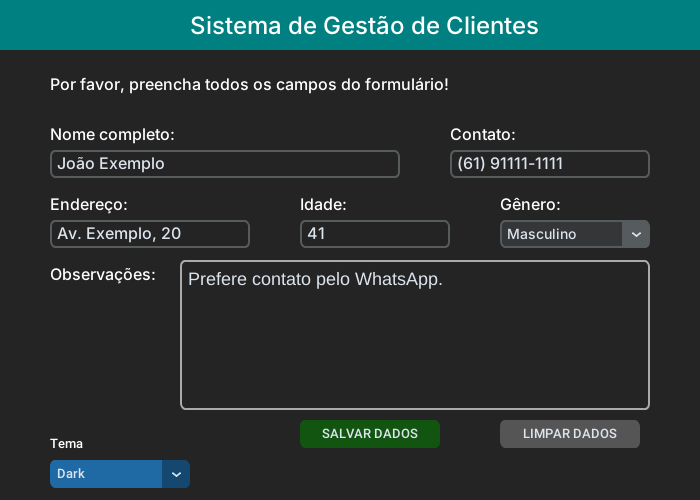 Sistema de Gestão de Clientes
Por favor, preencha todos os campos do formulário!
Nome completo:
Contato:
João Exemplo
(61) 91111-1111
Endereço:
Idade:
Gênero:
Av. Exemplo, 20
41
Masculino
Observações:
Prefere contato pelo WhatsApp.
SALVAR DADOS
LIMPAR DADOS
Tema
Dark